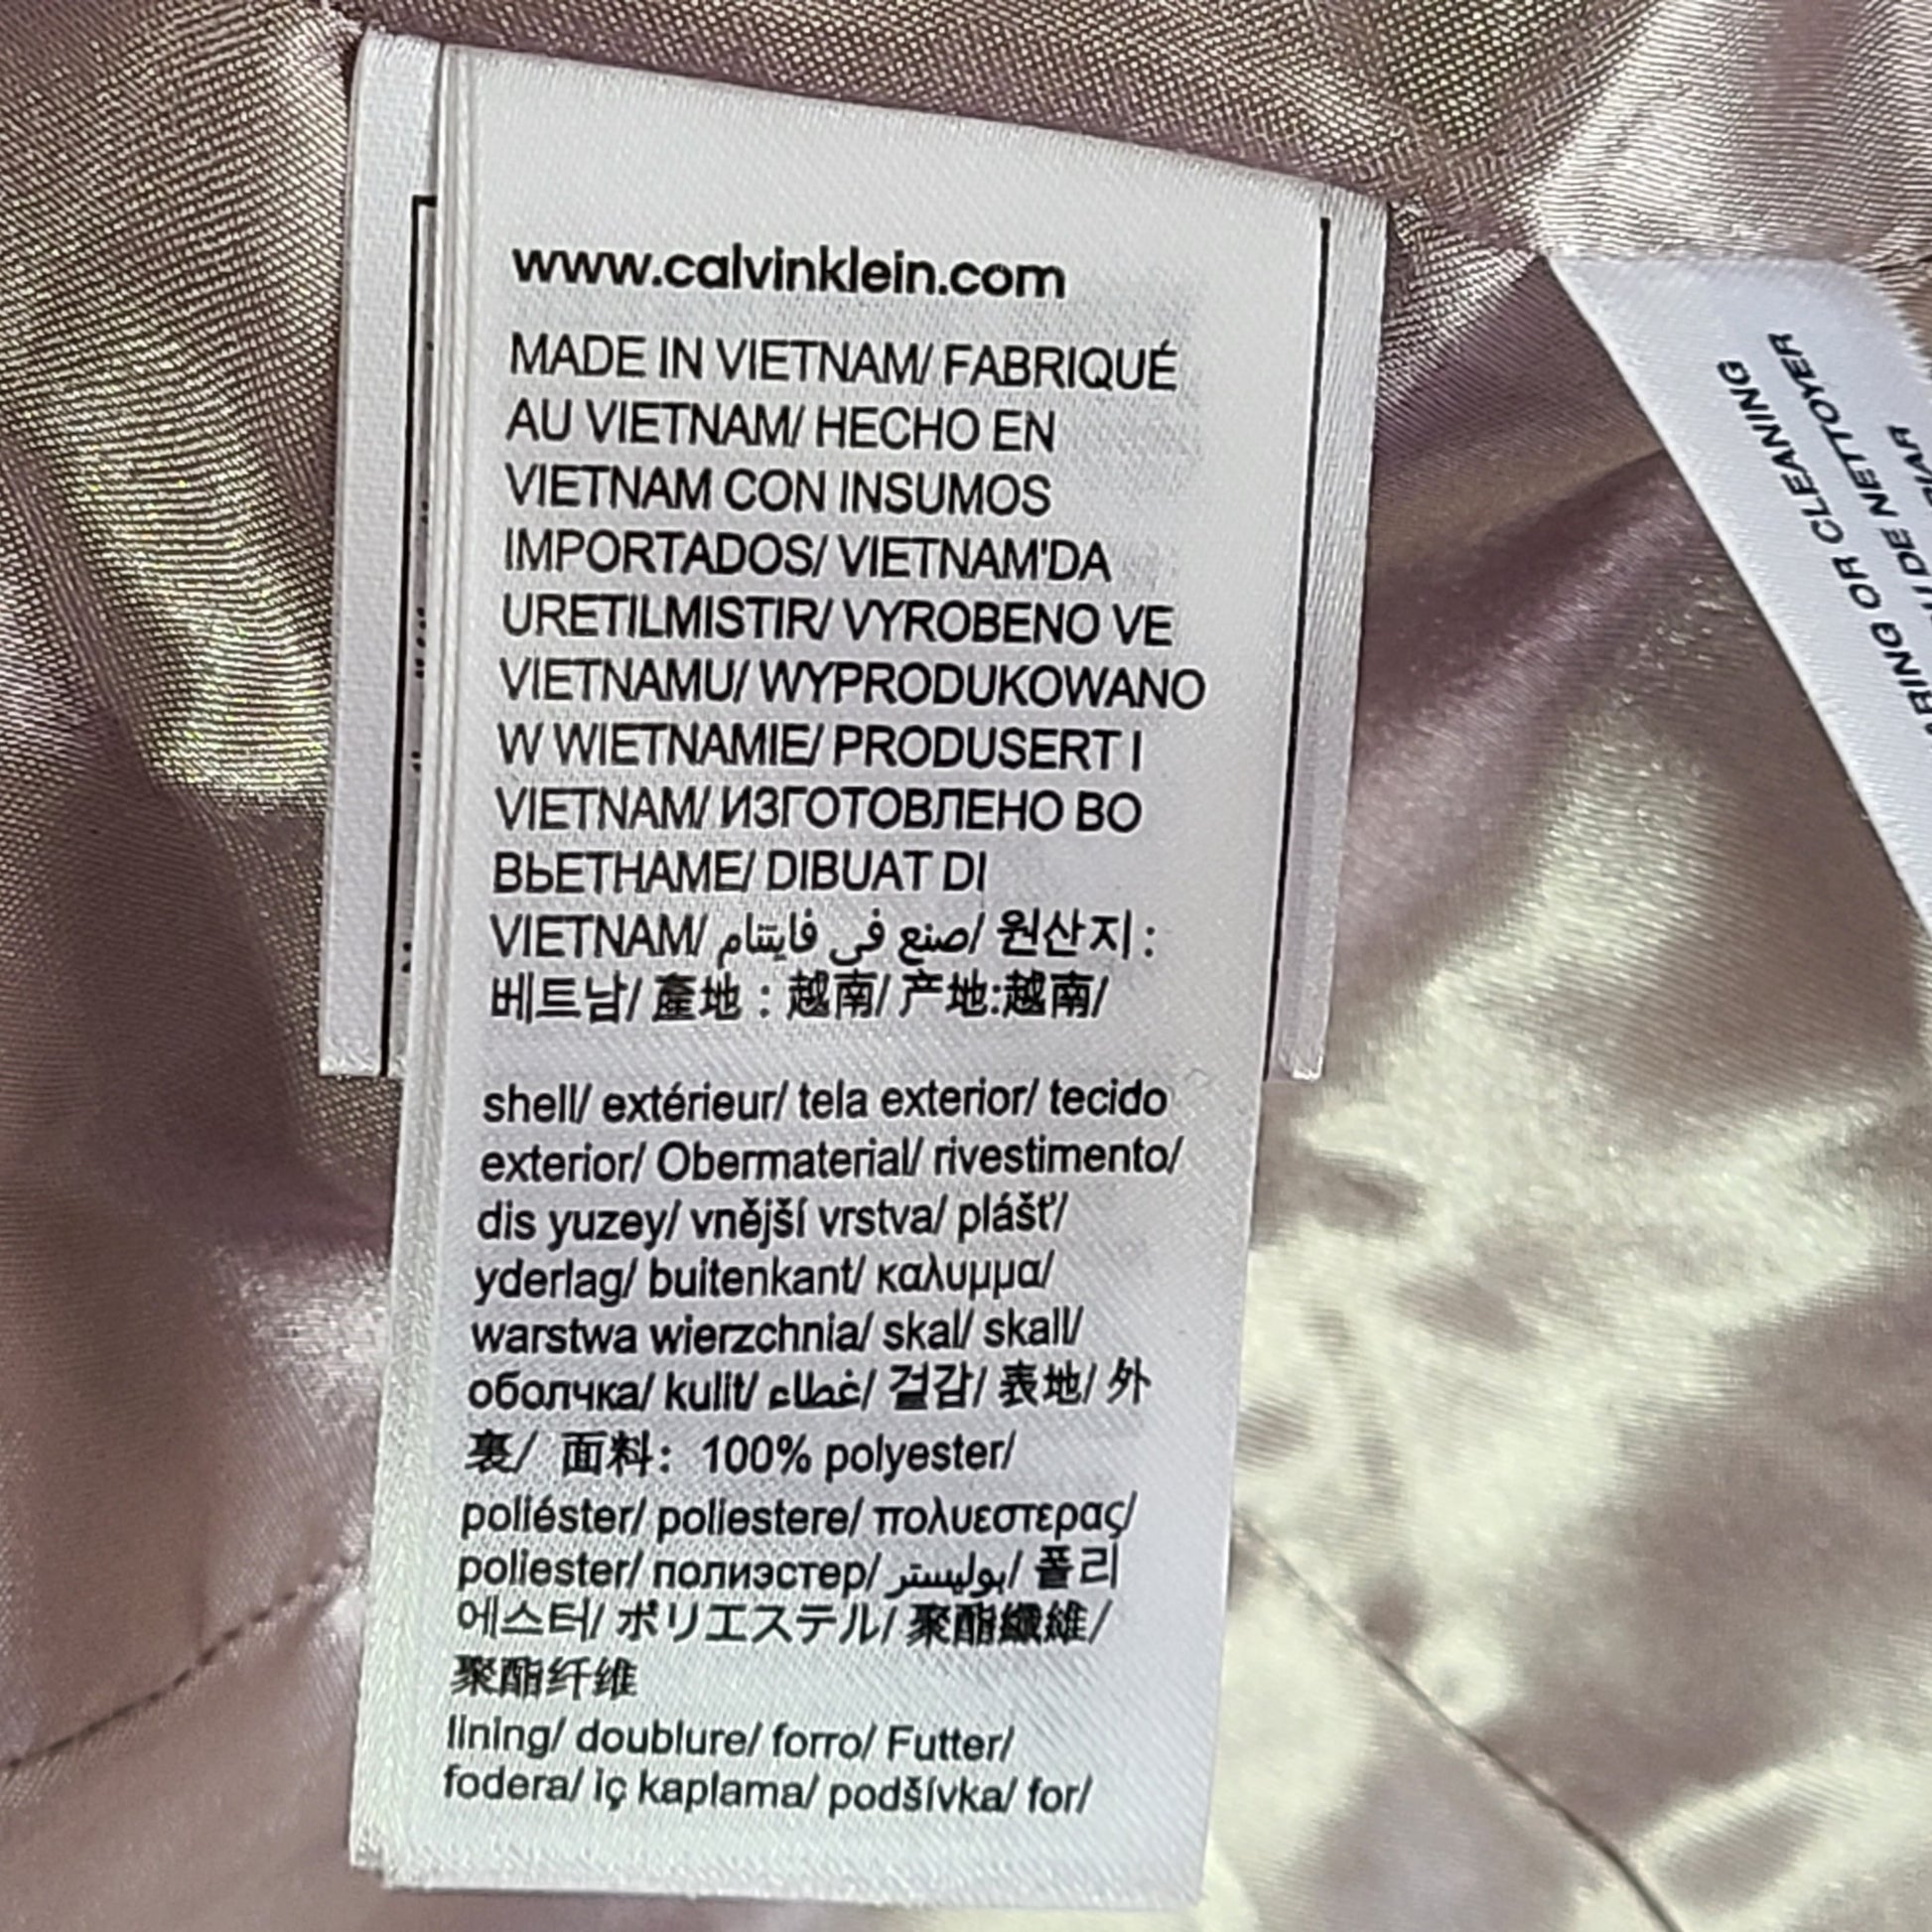 www.calvinklein.com
MADE IN VIETNAM/ FABRIQUÉ
AU VIETNAM/ HECHO EN
VIETNAM CON INSUMOS
IMPORTADOS/ VIETNAM'DA
URETILMISTIR/ VYROBENO VE
VIETNAMU/ WYPRODUKOWANO
W WIETNAMIE/ PRODUSERT I
VIETNAM/ ИЗГОТОВЛЕНО ВО
ВЬЕТНАМЕ/ DIBUAT DI
VIETNAM/ صنع في فايتنام/ 원산지 :
베트남/ 產地 : 越南/ 产地:越南/
shell/ extérieur/ tela exterior/ tecido
exterior/ Obermaterial/ rivestimento/
dis yuzey/ vnější vrstva/ plášť/
yderlag/ buitenkant/ καλυμμα/
warstwa wierzchnia/ skal/ skall/
оболчка/ kulit/ غطاء/ 겉감/ 表地/ 外
裏/ 面料: 100% polyester/
poliéster/ poliestere/ πολυεστερας/
poliester/ полиэстер/ بوليستر/ 폴리
에스터/ ポリエステル/ 聚酯纖維/
聚酯纤维
lining/ doublure/ forro/ Futter/
fodera/ iç kaplama/ podšívka/ for/
OR CLEANING
DE NETTOYER